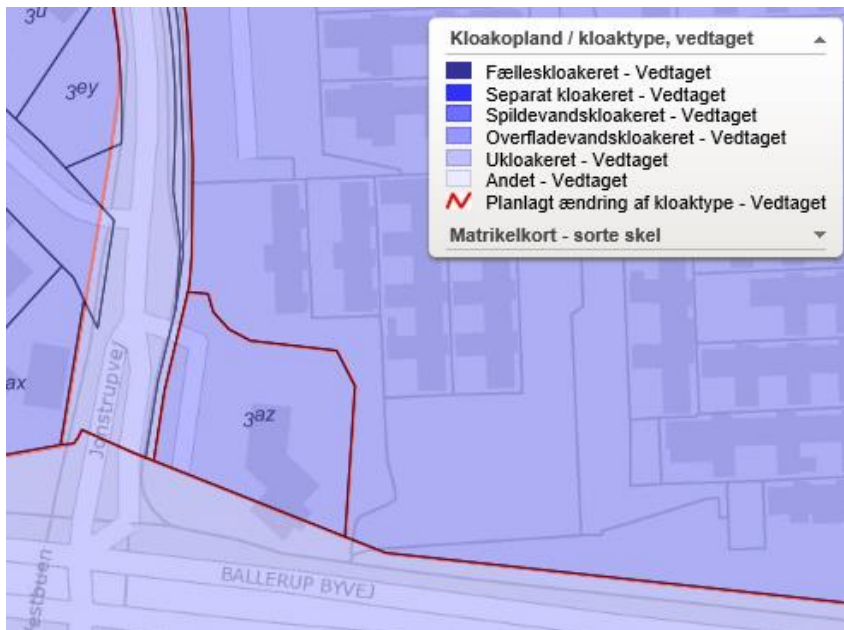 Kloakopland / kloaktype, vedtaget
Fælleskloakeret - Vedtaget
Separat kloakeret - Vedtaget
Spildevandskloakeret - Vedtaget
Overfladevandskloakeret - Vedtaget
Ukloakeret - Vedtaget
Andet - Vedtaget
Planlagt ændring af kloaktype - Vedtaget
Matrikelkort - sorte skel
3u
3ey
ax
Jonstrupvej
3az
BALLERUP BYVEJ
estbuen